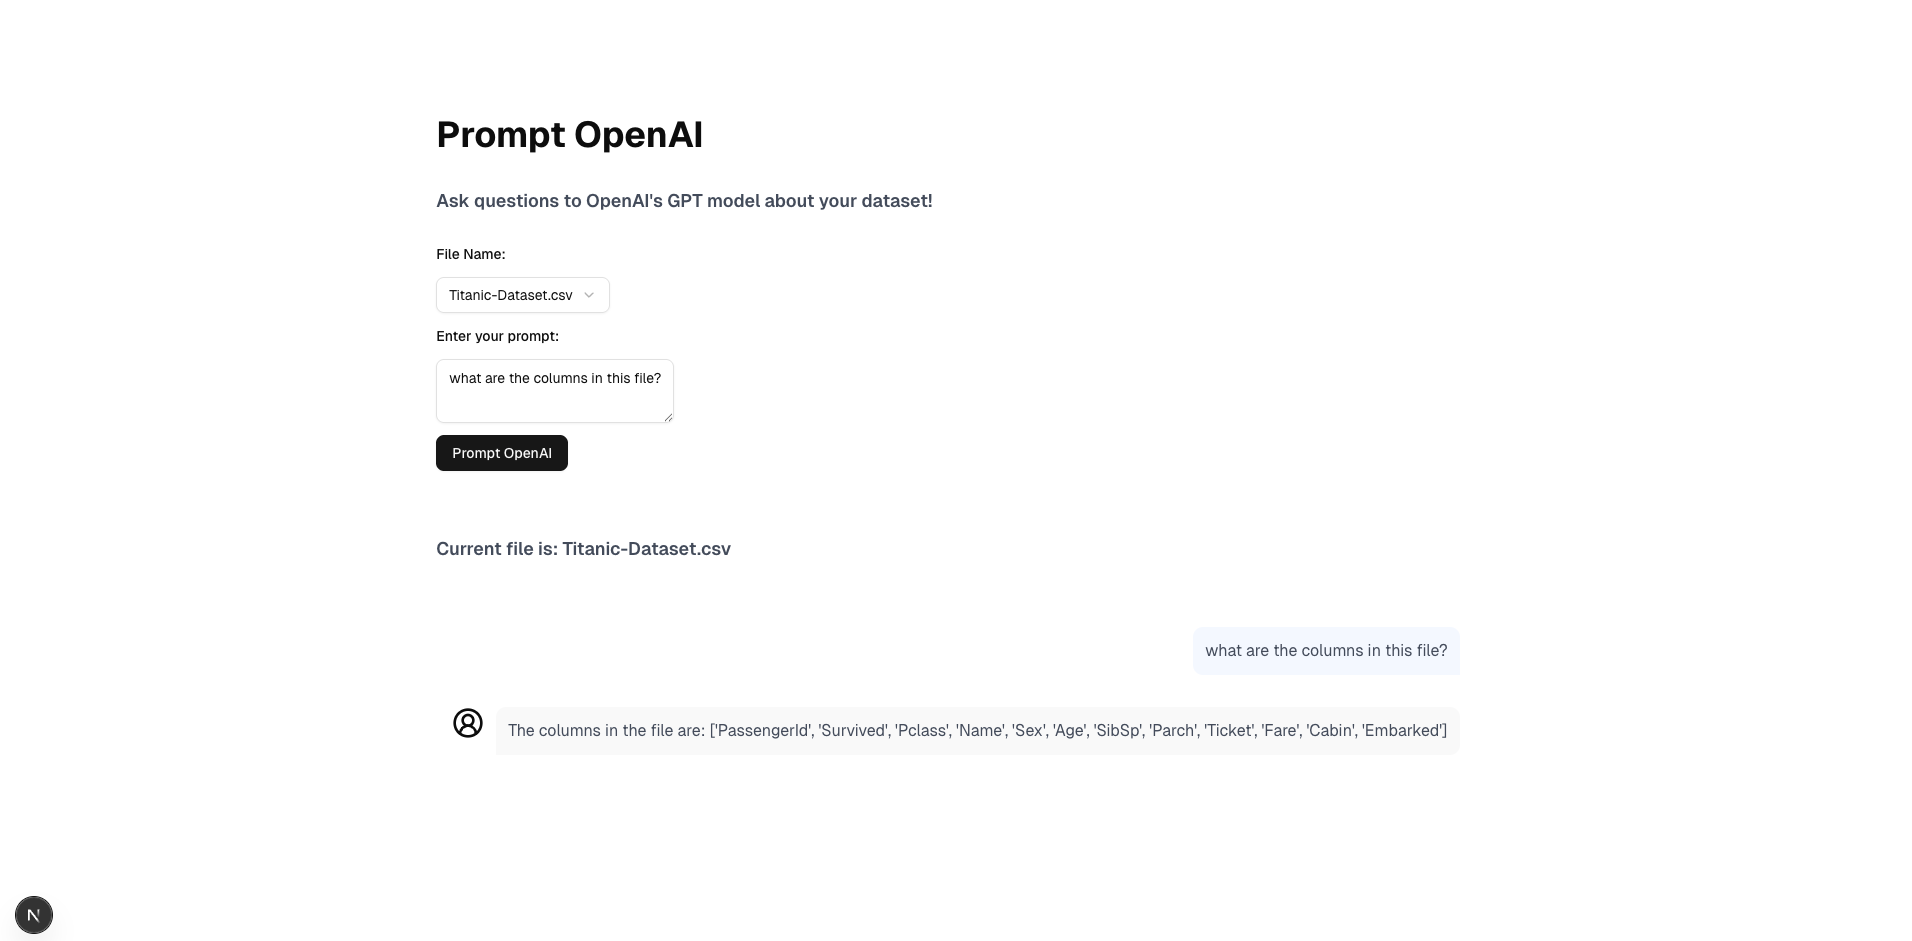 Prompt OpenAI
Ask questions to OpenAI's GPT model about your dataset!
File Name:
Titanic-Dataset.csv
Enter your prompt:
what are the columns in this file?
Prompt OpenAI
Current file is: Titanic-Dataset.csv
what are the columns in this file?
The columns in the file are: ['PassengerId', 'Survived', 'Pclass', 'Name', 'Sex', 'Age', 'SibSp', 'Parch', 'Ticket', 'Fare', 'Cabin', 'Embarked']
N